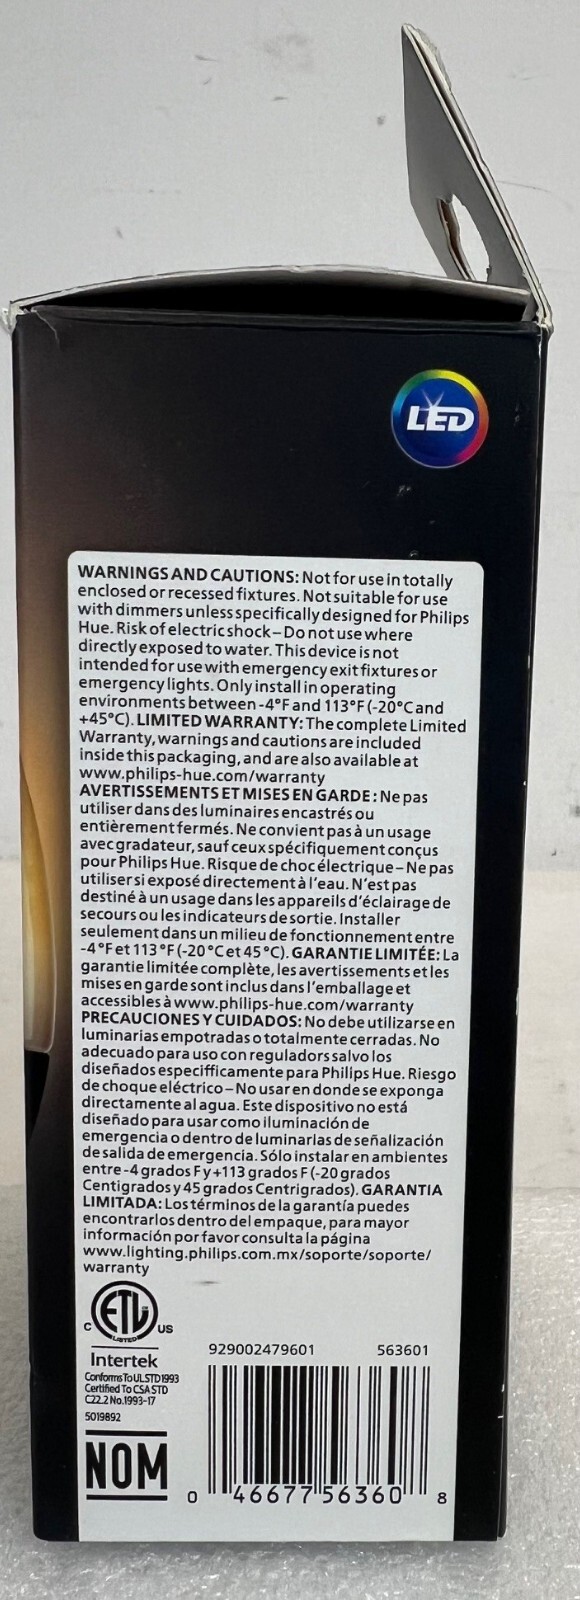 LED
WARNINGS AND CAUTIONS: Not for use in totally
enclosed or recessed fixtures. Not suitable for use
with dimmers unless specifically designed for Philips
Hue. Risk of electric shock – Do not use where
directly exposed to water. This device is not
intended for use with emergency exit fixtures or
emergency lights. Only install in operating
environments between -4°F and 113°F (-20°C and
+45°C). LIMITED WARRANTY: The complete Limited
Warranty, warnings and cautions are included
inside this packaging, and are also available at
www.philips-hue.com/warranty
AVERTISSEMENTS ET MISES EN GARDE : Ne pas
utiliser dans des luminaires encastrés ou
entièrement fermés. Ne convient pas à un usage
avec gradateur, sauf ceux spécifiquement conçus
pour Philips Hue. Risque de choc électrique – Ne pas
utiliser si exposé directement à l'eau. N'est pas
destiné à un usage dans les appareils d'éclairage de
secours ou les indicateurs de sortie. Installer
seulement dans un milieu de fonctionnement entre
-4 °F et 113 °F (-20 °C et 45 °C). GARANTIE LIMITÉE: La
garantie limitée complète, les avertissements et les
mises en garde sont inclus dans l'emballage et
accessibles à www.philips-hue.com/warranty
PRECAUCIONES Y CUIDADOS: No debe utilizarse en
luminarias empotradas o totalmente cerradas. No
adecuado para uso con reguladors salvo los
diseñados especifficamente para Philips Hue. Riesgo
de choque eléctrico – No usar en donde se exponga
directamente al agua. Este dispositivo no está
diseñado para usar como iluminación de
emergencia o dentro de luminarias de señalización
de salida de emergencia. Sólo instalar en ambientes
entre -4 grados F y +113 grados F (-20 grados
Centigrados y 45 grados Centrigrados). GARANTIA
LIMITADA: Los términos de la garantía puedes
encontrarlos dentro del empaque, para mayor
información por favor consulta la página
www.lighting.philips.com.mx/soporte/soporte/
warranty
ETL
C LISTED US
Intertek
Conforms To UL STD 1993
Certified To CSA STD
C22.2 No.1993-17
5019892
NOM
929002479601 563601
0 46677 56360 8